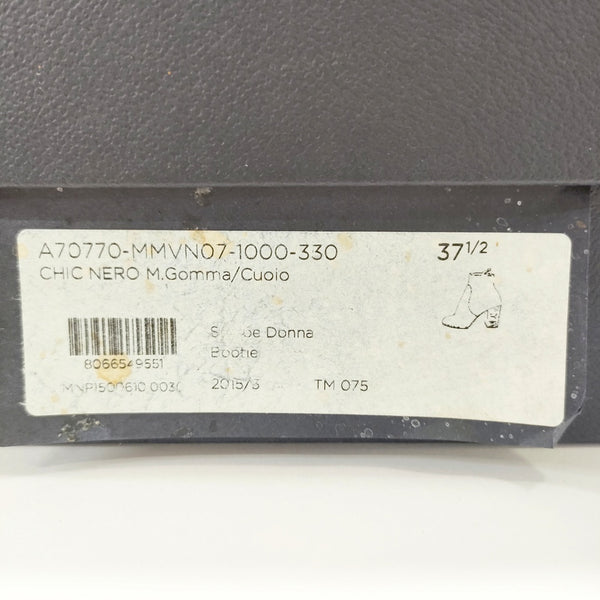 A70770-MMVN07-1000-330 37 1/2
CHIC NERO M.Gomma/Cuoio
Donna
Bootie
8066549551
2015/3 TM 075